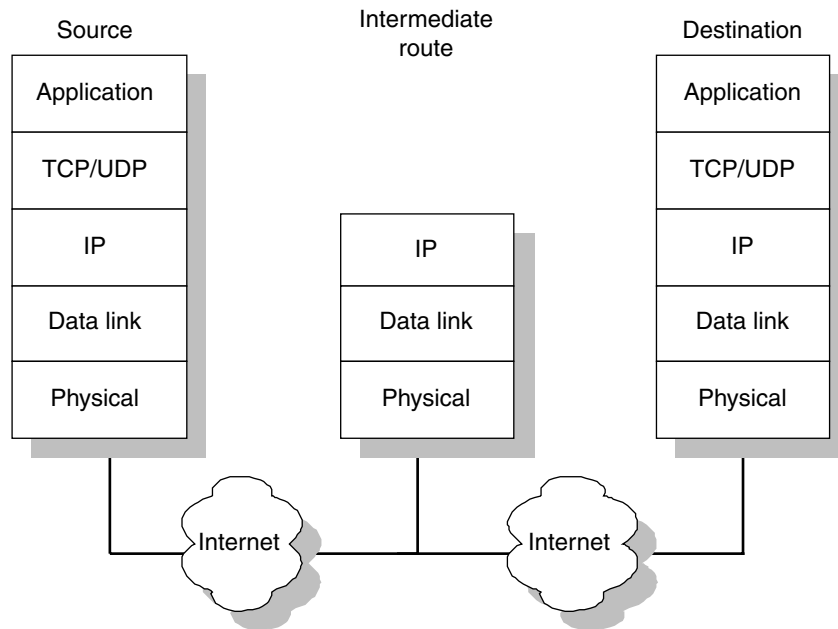 Source
Intermediate
route
Destination
Application
TCP/UDP
IP
Data link
Physical
IP
Data link
Physical
Application
TCP/UDP
IP
Data link
Physical
Internet
Internet